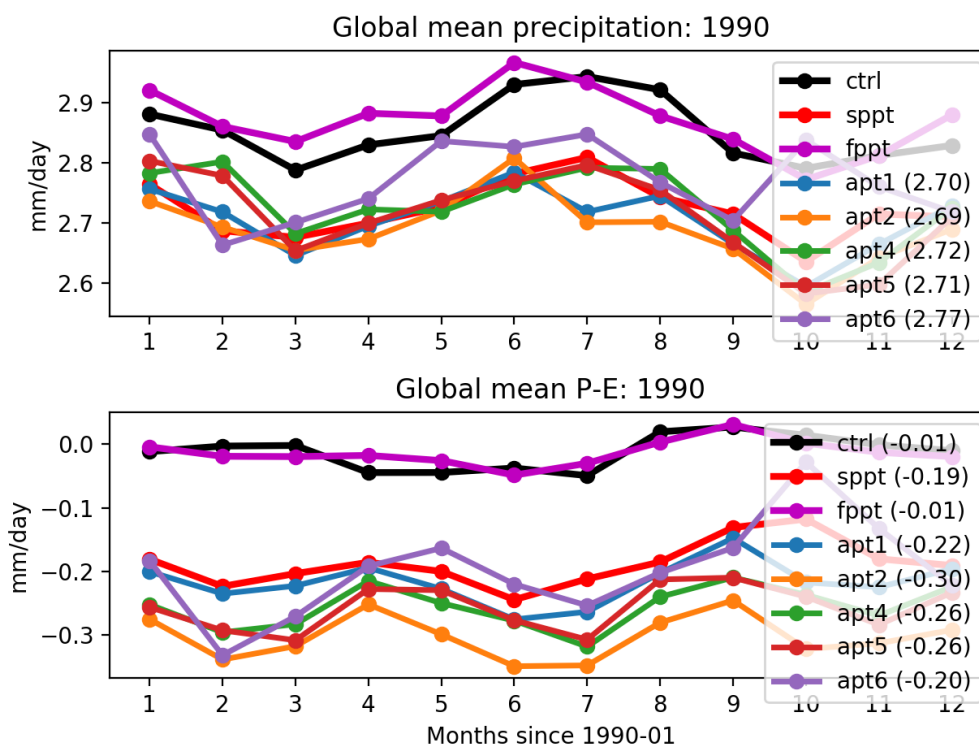 Global mean precipitation: 1990
mm/day
2.9
2.8
2.7
2.6
ctrl
sppt
fppt
apt1 (2.70)
apt2 (2.69)
apt4 (2.72)
apt5 (2.71)
apt6 (2.77)
1 2 3 4 5 6 7 8 9 10 11 12
Global mean P-E: 1990
mm/day
0.0
−0.1
−0.2
−0.3
ctrl (-0.01)
sppt (-0.19)
fppt (-0.01)
apt1 (-0.22)
apt2 (-0.30)
apt4 (-0.26)
apt5 (-0.26)
apt6 (-0.20)
1 2 3 4 5 6 7 8 9 10 11 12
Months since 1990-01